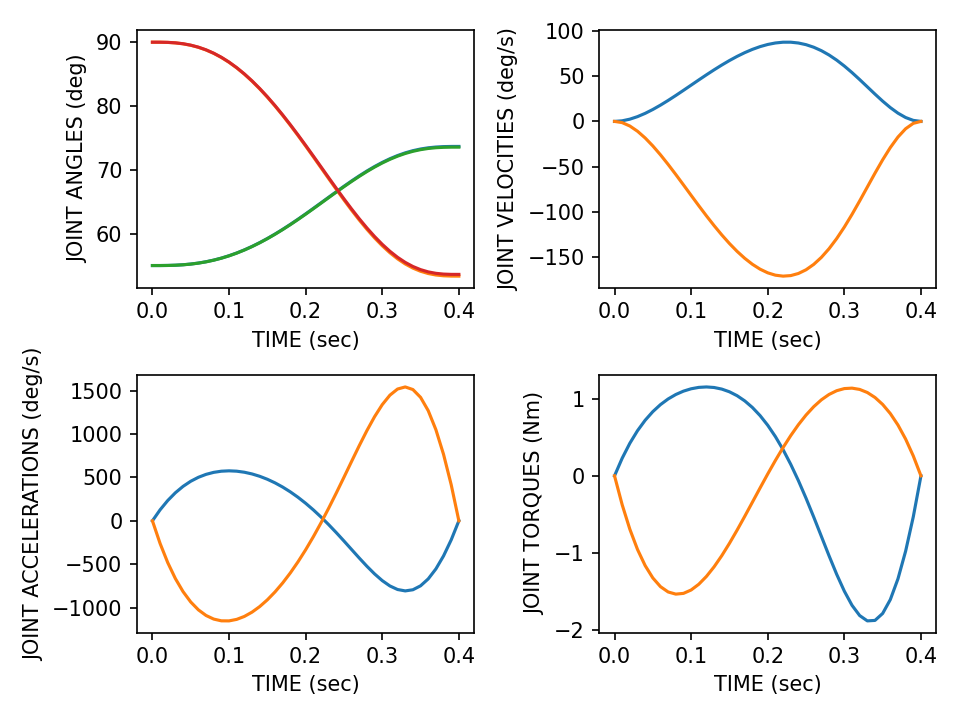 JOINT ANGLES (deg)
90
80
70
60
0.0 0.1 0.2 0.3 0.4
TIME (sec)
JOINT VELOCITIES (deg/s)
100
50
0
−50
−100
−150
0.0 0.1 0.2 0.3 0.4
TIME (sec)
JOINT ACCELERATIONS (deg/s)
1500
1000
500
0
−500
−1000
0.0 0.1 0.2 0.3 0.4
TIME (sec)
JOINT TORQUES (Nm)
1
0
−1
−2
0.0 0.1 0.2 0.3 0.4
TIME (sec)